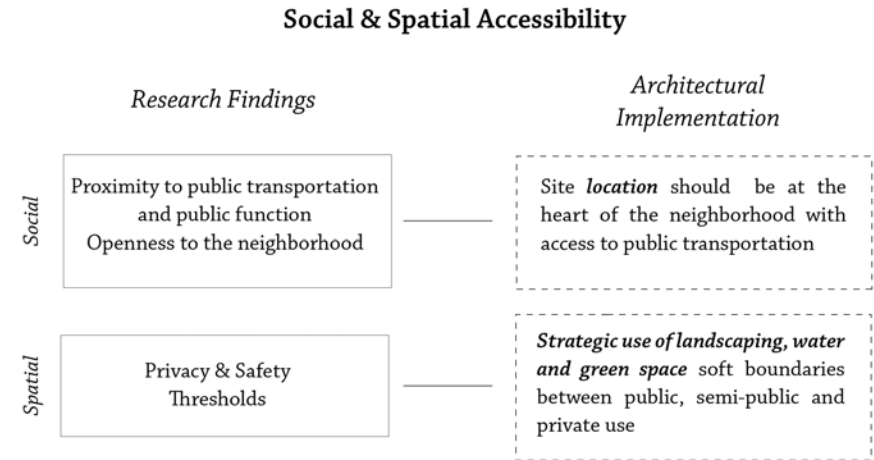 Social & Spatial Accessibility
Research Findings
Architectural
Implementation
Social
Proximity to public transportation
and public function
Openness to the neighborhood
Site location should be at the
heart of the neighborhood with
access to public transportation
Spatial
Privacy & Safety
Thresholds
Strategic use of landscaping, water
and green space soft boundaries
between public, semi-public and
private use